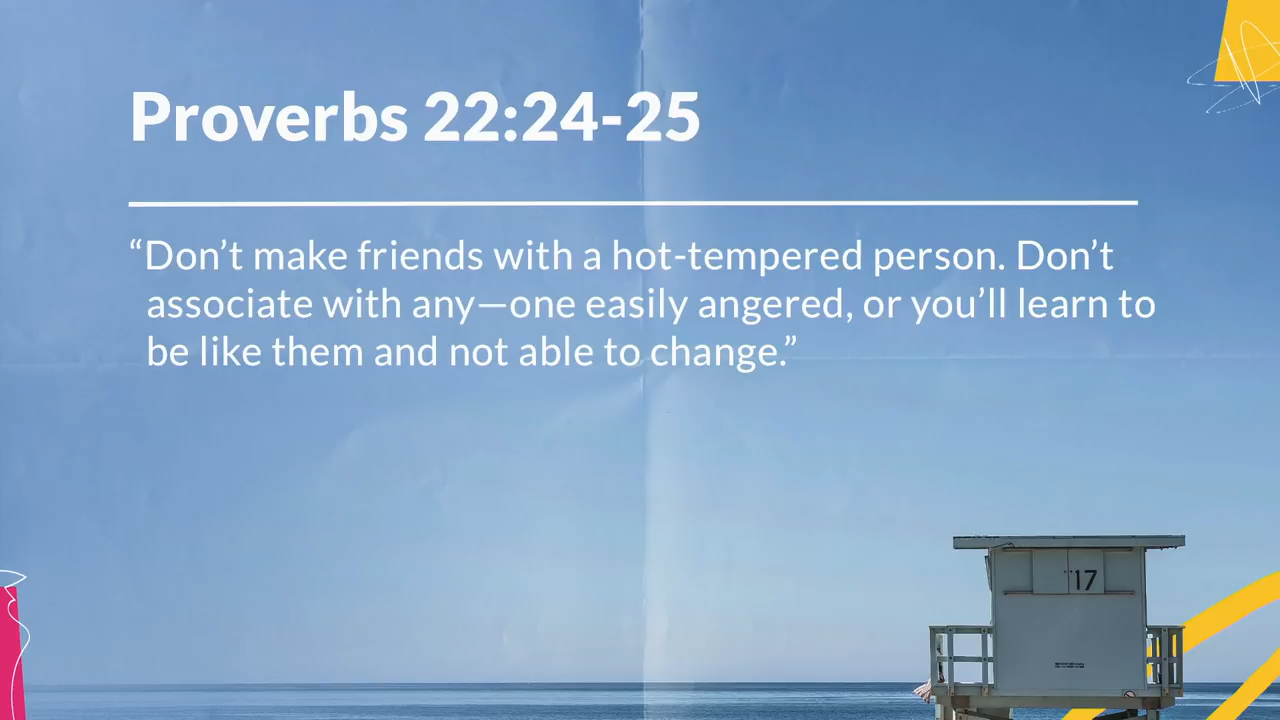 Proverbs 22:24-25
“Don’t make friends with a hot-tempered person. Don’t
associate with any—one easily angered, or you’ll learn to
be like them and not able to change.”
17